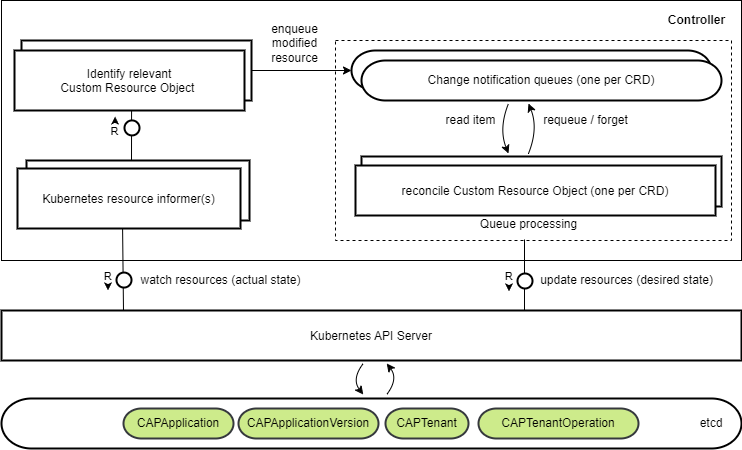 Controller
enqueue
modified
resource
Identify relevant
Custom Resource Object
Change notification queues (one per CRD)
R
read item
requeue / forget
Kubernetes resource informer(s)
reconcile Custom Resource Object (one per CRD)
Queue processing
R
watch resources (actual state)
R
update resources (desired state)
Kubernetes API Server
CAPApplication
CAPApplicationVersion
CAPTenant
CAPTenantOperation
etcd